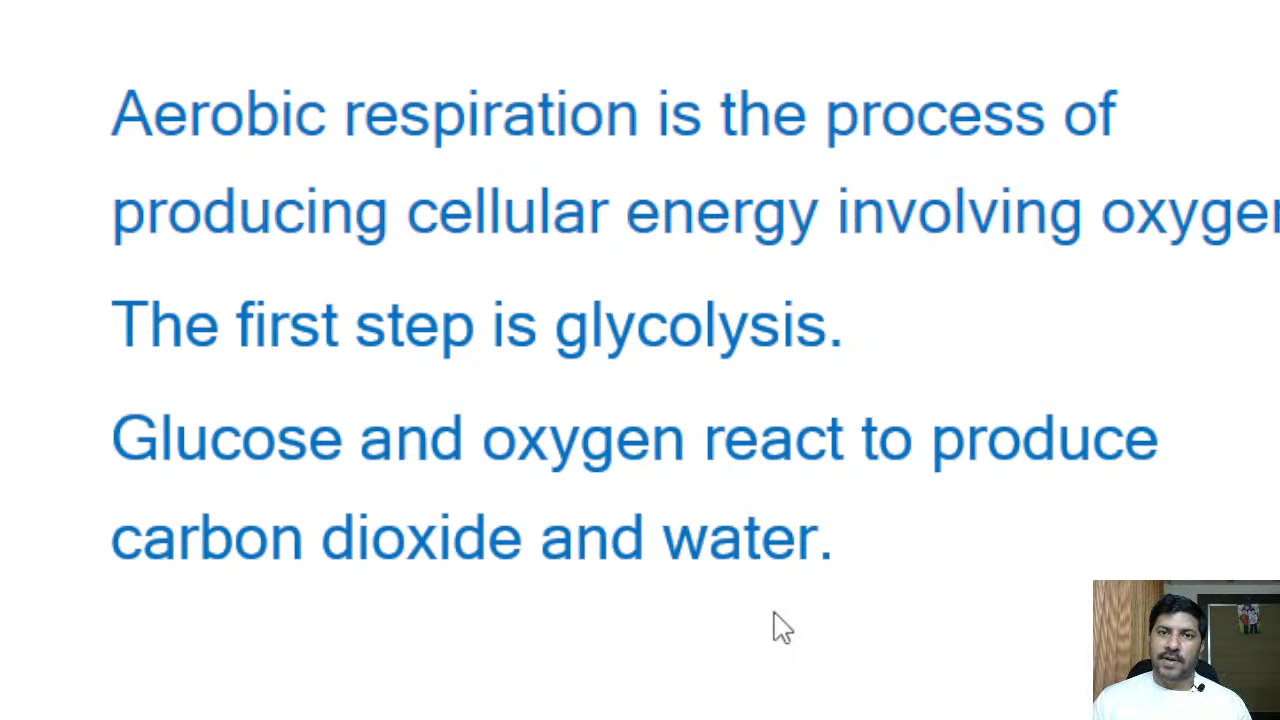 Aerobic respiration is the process of
producing cellular energy involving oxygen
The first step is glycolysis.
Glucose and oxygen react to produce
carbon dioxide and water.